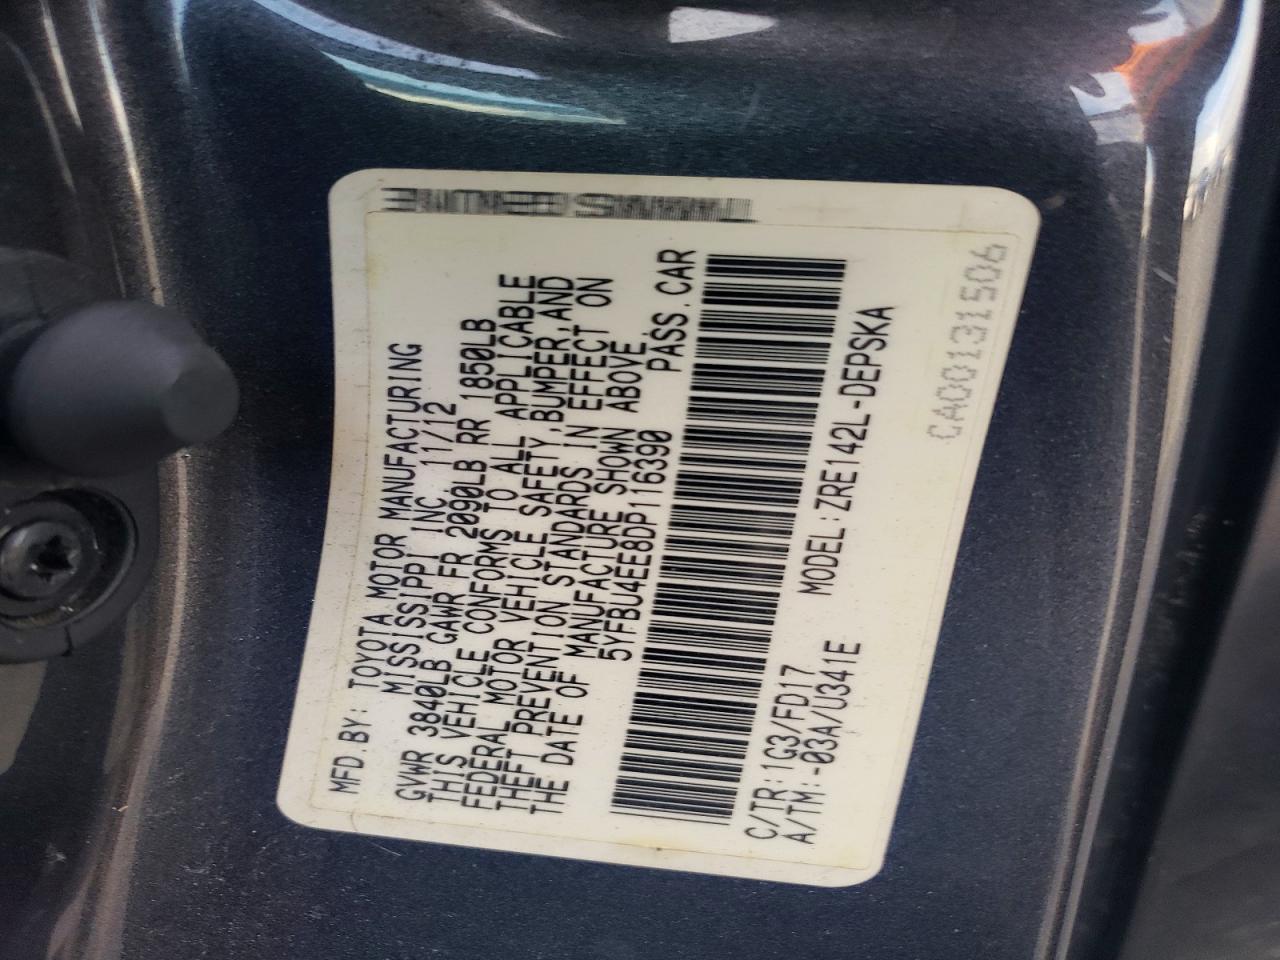 MFD.BY: TOYOTA MOTOR MANUFACTURING
MISSISSIPPI INC 11/12
GVWR 3840LB GAWR FR 2090LB RR 1850LB
THIS VEHICLE CONFORMS TO ALL APPLICABLE
FEDERAL MOTOR VEHICLE SAFETY,BUMPER,AND
THEFT PREVENTION STANDARDS IN EFFECT ON
THE DATE OF MANUFACTURE SHOWN ABOVE.
5YFBU4EE8DP116390 PASS.CAR
C/TR:1G3/FD17 MODEL:ZRE142L-DEPSKA
A/TM:-03A/U341E
CA00131506